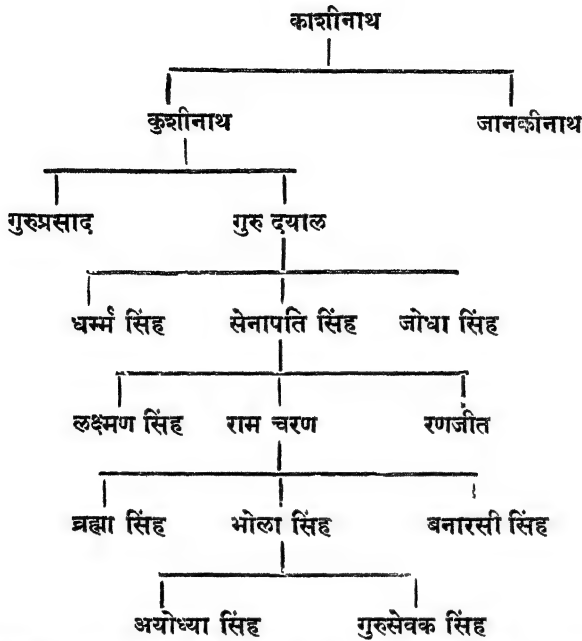 काशीनाथ
कुशीनाथ जानकीनाथ
गुरुप्रसाद गुरु दयाल
धर्म्म सिंह सेनापति सिंह जोधा सिंह
लक्ष्मण सिंह राम चरण रणजीत
ब्रह्मा सिंह भोला सिंह बनारसी सिंह
अयोध्या सिंह गुरुसेवक सिंह